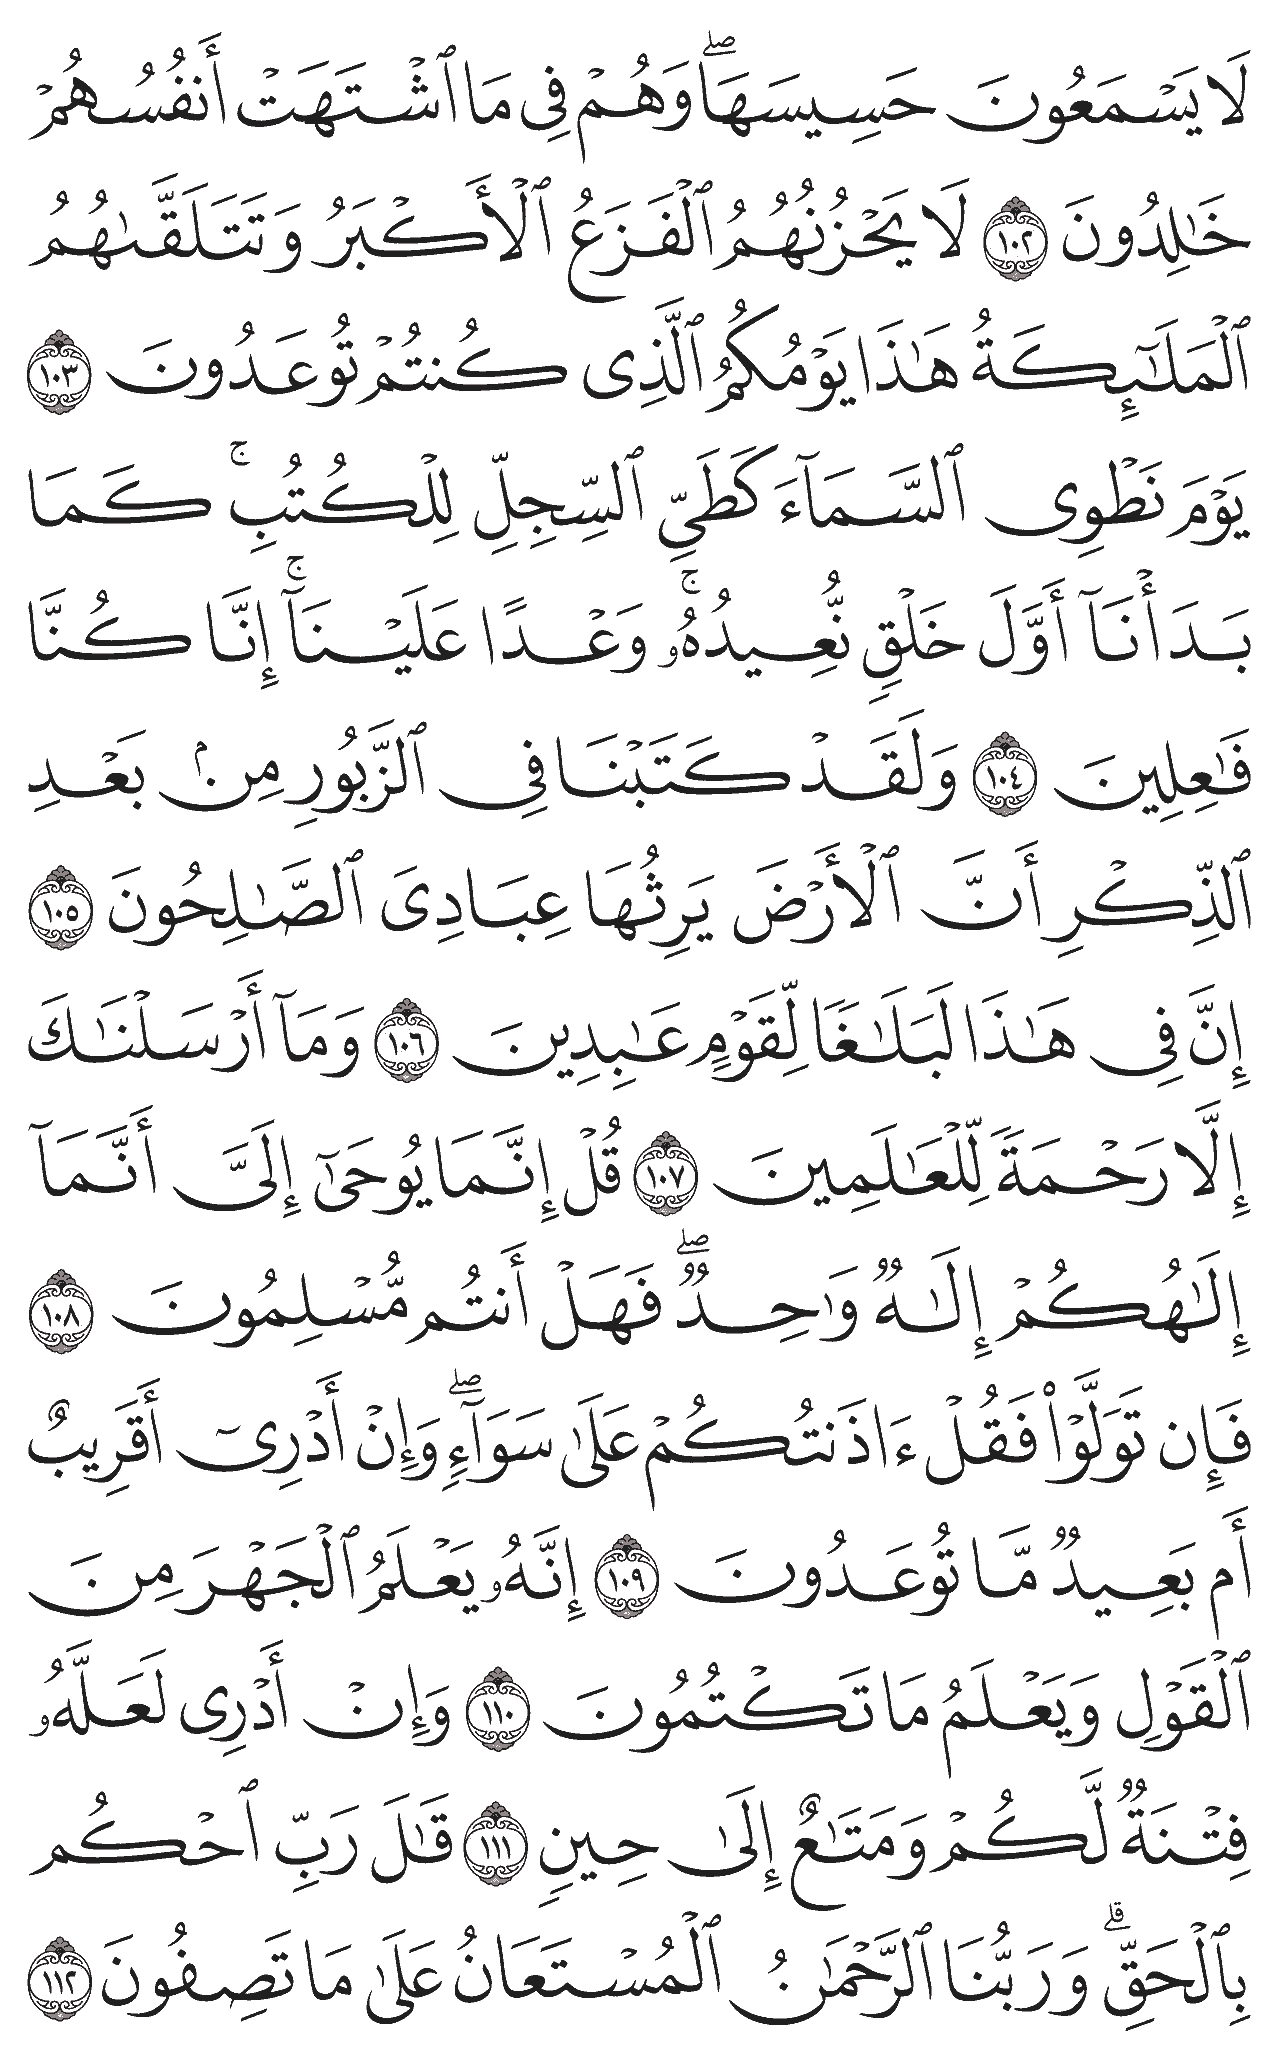 لَا يَسْمَعُونَ حَسِيسَهَا ۖ وَهُمْ فِى مَا ٱشْتَهَتْ أَنفُسُهُمْ
خَٰلِدُونَ ١٠٢ لَا يَحْزُنُهُمُ ٱلْفَزَعُ ٱلْأَكْبَرُ وَتَتَلَقَّىٰهُمُ
ٱلْمَلَٰٓئِكَةُ هَٰذَا يَوْمُكُمُ ٱلَّذِى كُنتُمْ تُوعَدُونَ ١٠٣
يَوْمَ نَطْوِى ٱلسَّمَآءَ كَطَىِّ ٱلسِّجِلِّ لِلْكُتُبِ ۚ كَمَا
بَدَأْنَآ أَوَّلَ خَلْقٍ نُّعِيدُهُۥ ۚ وَعْدًا عَلَيْنَآ ۚ إِنَّا كُنَّا
فَٰعِلِينَ ١٠٤ وَلَقَدْ كَتَبْنَا فِى ٱلزَّبُورِ مِنۢ بَعْدِ
ٱلذِّكْرِ أَنَّ ٱلْأَرْضَ يَرِثُهَا عِبَادِىَ ٱلصَّٰلِحُونَ ١٠٥
إِنَّ فِى هَٰذَا لَبَلَٰغًا لِّقَوْمٍ عَٰبِدِينَ ١٠٦ وَمَآ أَرْسَلْنَٰكَ
إِلَّا رَحْمَةً لِّلْعَٰلَمِينَ ١٠٧ قُلْ إِنَّمَا يُوحَىٰٓ إِلَىَّ أَنَّمَآ
إِلَٰهُكُمْ إِلَٰهٌ وَٰحِدٌ ۖ فَهَلْ أَنتُم مُّسْلِمُونَ ١٠٨
فَإِن تَوَلَّوْا۟ فَقُلْ ءَاذَنتُكُمْ عَلَىٰ سَوَآءٍ ۖ وَإِنْ أَدْرِىٓ أَقَرِيبٌ
أَم بَعِيدٌ مَّا تُوعَدُونَ ١٠٩ إِنَّهُۥ يَعْلَمُ ٱلْجَهْرَ مِنَ
ٱلْقَوْلِ وَيَعْلَمُ مَا تَكْتُمُونَ ١١٠ وَإِنْ أَدْرِى لَعَلَّهُۥ
فِتْنَةٌ لَّكُمْ وَمَتَٰعٌ إِلَىٰ حِينٍ ١١١ قَٰلَ رَبِّ ٱحْكُم
بِٱلْحَقِّ ۗ وَرَبُّنَا ٱلرَّحْمَٰنُ ٱلْمُسْتَعَانُ عَلَىٰ مَا تَصِفُونَ ١١٢